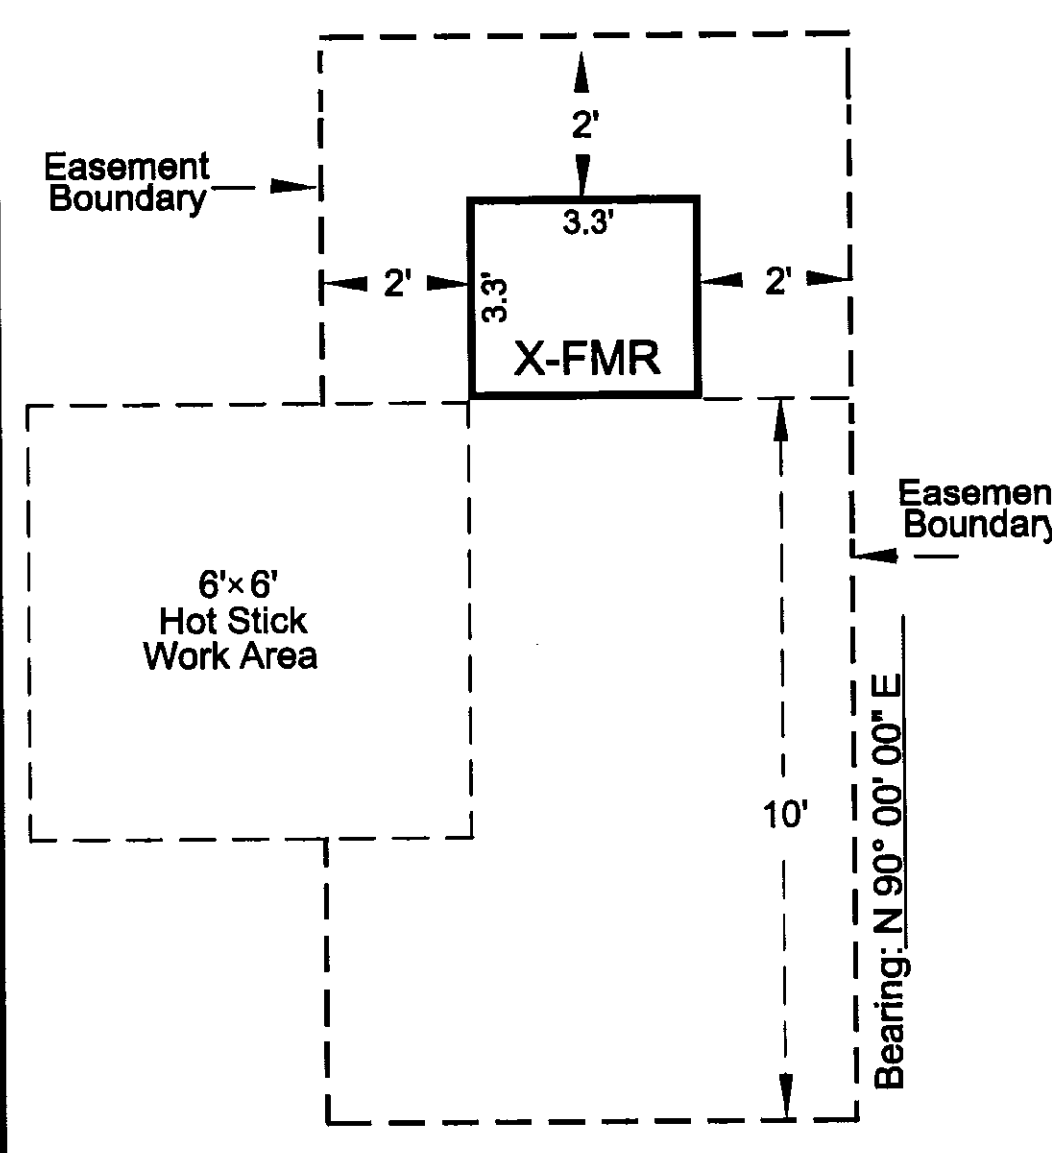 2'
Easement
Boundary
3.3'
2'
3.3'
2'
X-FMR
Easemen
Boundary
6'×6'
Hot Stick
Work Area
10'
Bearing: N 90° 00' 00" E